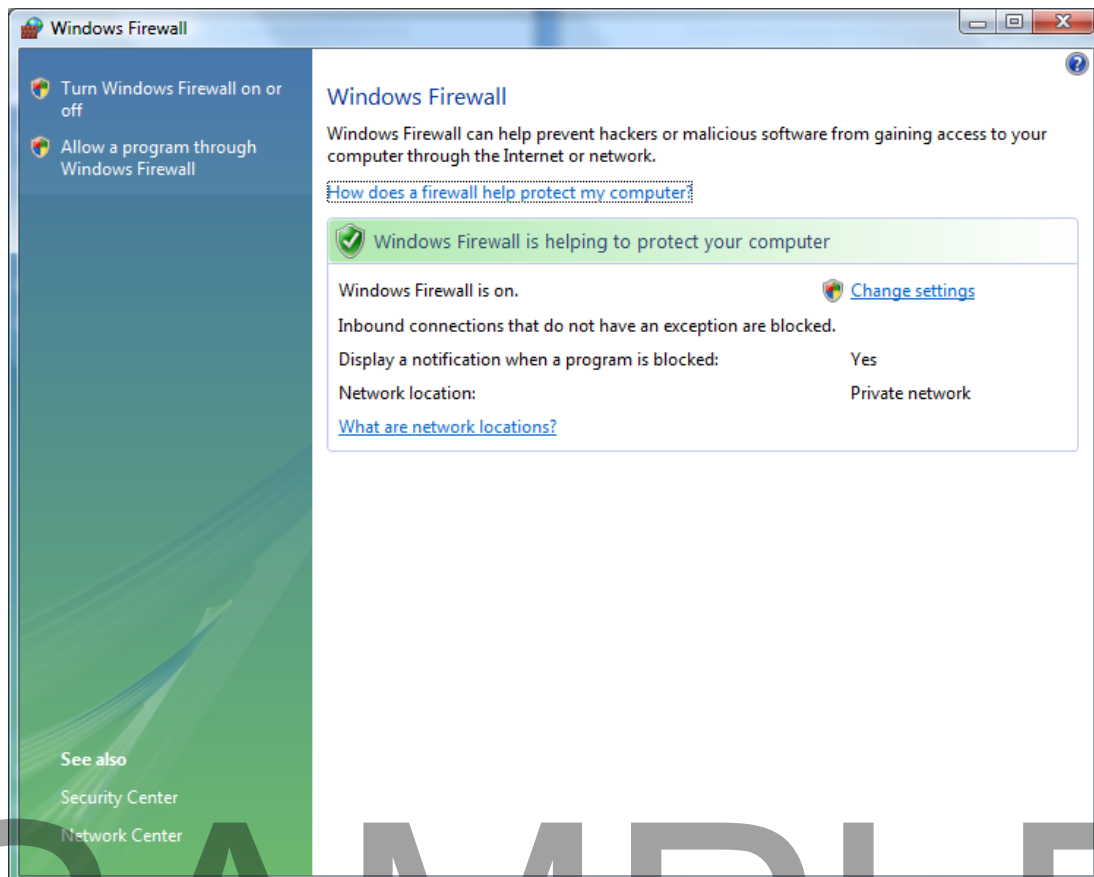 Windows Firewall
Turn Windows Firewall on or
off
Allow a program through
Windows Firewall
Windows Firewall
Windows Firewall can help prevent hackers or malicious software from gaining access to your
computer through the Internet or network.
How does a firewall help protect my computer?
Windows Firewall is helping to protect your computer
Windows Firewall is on.
Change settings
Inbound connections that do not have an exception are blocked.
Display a notification when a program is blocked: Yes
Network location: Private network
What are network locations?
See also
Security Center
Network Center